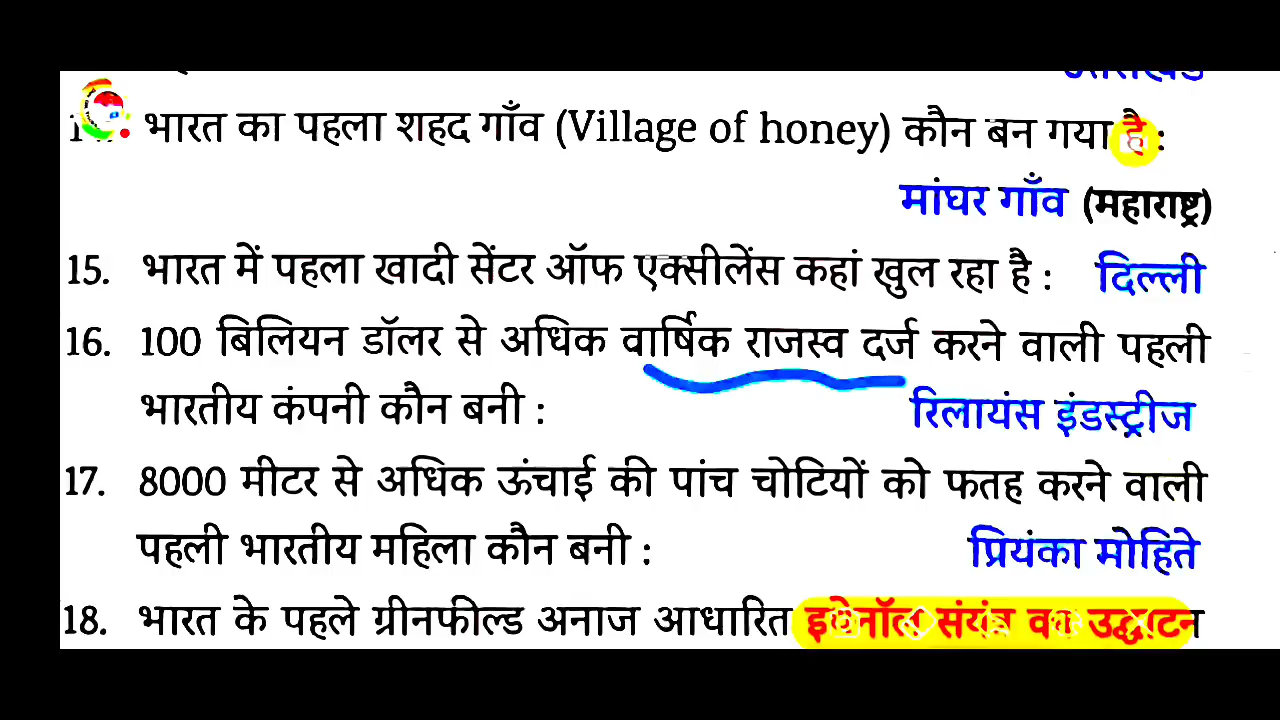 भारत का पहला शहद गाँव (Village of honey) कौन बन गया है :
मांघर गाँव (महाराष्ट्र)
15. भारत में पहला खादी सेंटर ऑफ एक्सीलेंस कहां खुल रहा है : दिल्ली
16. 100 बिलियन डॉलर से अधिक वार्षिक राजस्व दर्ज करने वाली पहली
भारतीय कंपनी कौन बनी : रिलायंस इंडस्ट्रीज
17. 8000 मीटर से अधिक ऊंचाई की पांच चोटियों को फतह करने वाली
पहली भारतीय महिला कौन बनी : प्रियंका मोहिते
18. भारत के पहले ग्रीनफील्ड अनाज आधारित इथेनॉल संयंत्र का उद्घाटन